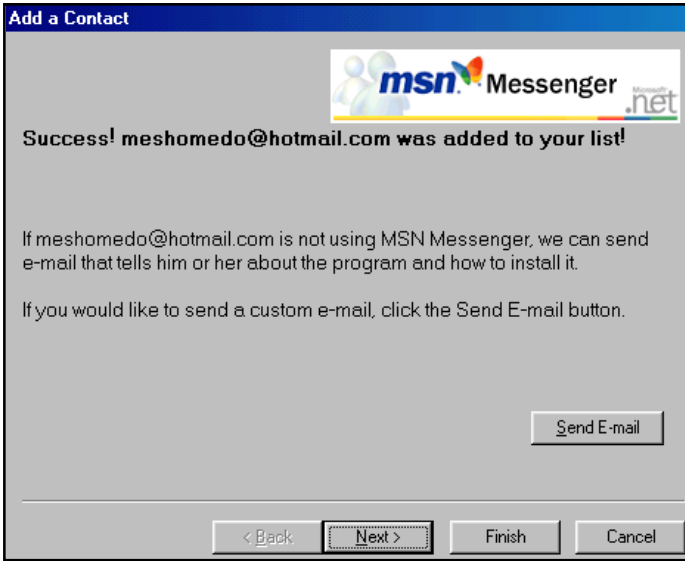 Add a Contact
msn Messenger
Microsoft
.net
Success! meshomedo@hotmail.com was added to your list!
If meshomedo@hotmail.com is not using MSN Messenger, we can send
e-mail that tells him or her about the program and how to install it.
If you would like to send a custom e-mail, click the Send E-mail button.
Send E-mail
< Back Next > Finish Cancel